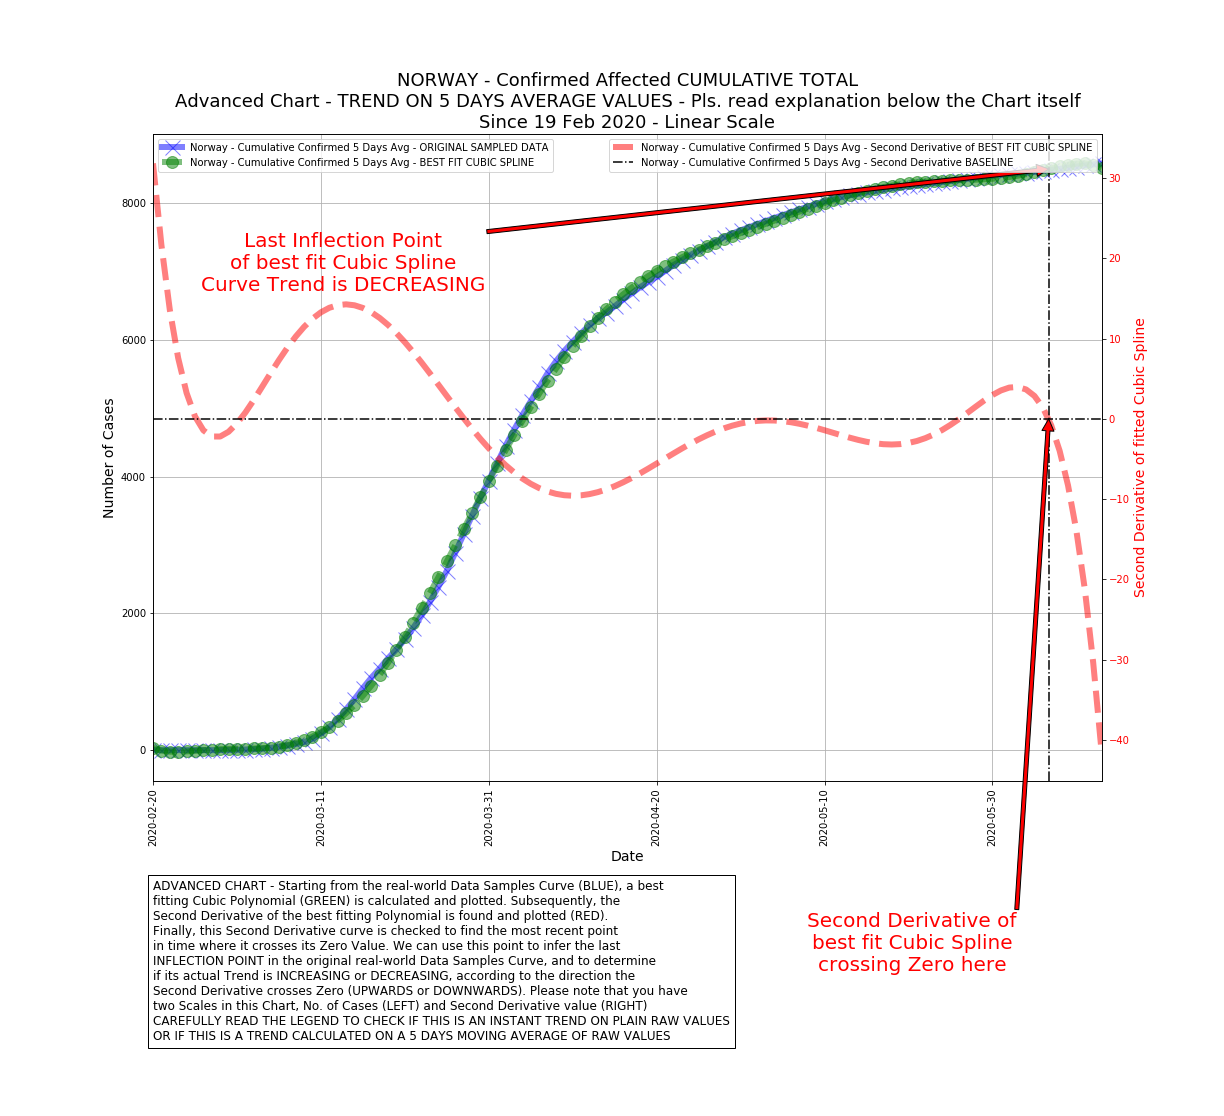 NORWAY - Confirmed Affected CUMULATIVE TOTAL
Advanced Chart - TREND ON 5 DAYS AVERAGE VALUES - Pls. read explanation below the Chart itself
Since 19 Feb 2020 - Linear Scale
Norway - Cumulative Confirmed 5 Days Avg - ORIGINAL SAMPLED DATA
Norway - Cumulative Confirmed 5 Days Avg - BEST FIT CUBIC SPLINE
Norway - Cumulative Confirmed 5 Days Avg - Second Derivative of BEST FIT CUBIC SPLINE
Norway - Cumulative Confirmed 5 Days Avg - Second Derivative BASELINE
Last Inflection Point
of best fit Cubic Spline
Curve Trend is DECREASING
Number of Cases
8000
6000
4000
2000
0
30
20
10
0
−10
−20
−30
−40
Second Derivative of fitted Cubic Spline
2020-02-20
2020-03-11
2020-03-31
2020-04-20
2020-05-10
2020-05-30
Date
Second Derivative of
best fit Cubic Spline
crossing Zero here
ADVANCED CHART - Starting from the real-world Data Samples Curve (BLUE), a best
fitting Cubic Polynomial (GREEN) is calculated and plotted. Subsequently, the
Second Derivative of the best fitting Polynomial is found and plotted (RED).
Finally, this Second Derivative curve is checked to find the most recent point
in time where it crosses its Zero Value. We can use this point to infer the last
INFLECTION POINT in the original real-world Data Samples Curve, and to determine
if its actual Trend is INCREASING or DECREASING, according to the direction the
Second Derivative crosses Zero (UPWARDS or DOWNWARDS). Please note that you have
two Scales in this Chart, No. of Cases (LEFT) and Second Derivative value (RIGHT)
CAREFULLY READ THE LEGEND TO CHECK IF THIS IS AN INSTANT TREND ON PLAIN RAW VALUES
OR IF THIS IS A TREND CALCULATED ON A 5 DAYS MOVING AVERAGE OF RAW VALUES